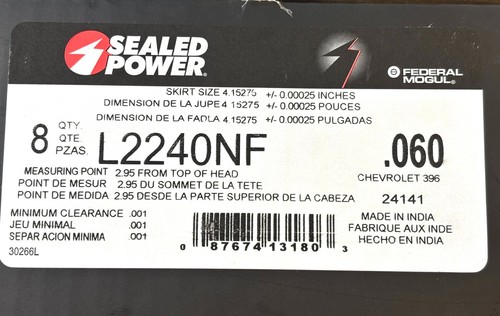 SEALED
POWER®
FEDERAL
MOGUL®
SKIRT SIZE 4.15275 +/- 0.00025 INCHES
DIMENSION DE LA JUPE 4.15275 +/- 0.00025 POUCES
DIMENSION DE LA FADLA 4.15275 +/- 0.00025 PULGADAS
8 QTY. QTE. PZAS. L2240NF .060
MEASURING POINT 2.95 FROM TOP OF HEAD CHEVROLET 396
POINT DE MESUR 2.95 DU SOMMET DE LA TETE
POINT DE MEDIDA 2.95 DESDE LA PARTE SUPERIOR DE LA CABEZA 24141
MINIMUM CLEARANCE .001 MADE IN INDIA
JEU MINIMAL .001 FABRIQUE AUX INDE
SEPARACION MINIMA .001 HECHO EN INDIA
30266L
0 87674 13180 3